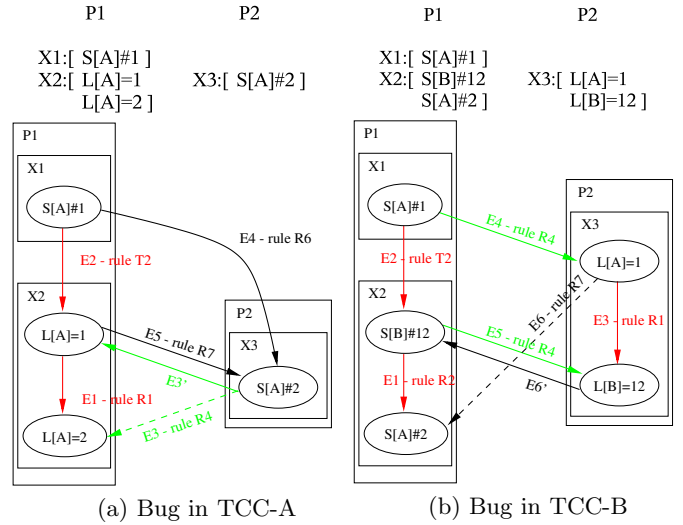 P1 P2
X1:[ S[A]#1 ]
X2:[ L[A]=1 X3:[ S[A]#2 ]
L[A]=2 ]
P1
X1
S[A]#1
E4 - rule R6
E2 - rule T2
X2
L[A]=1
E5 - rule R7
P2
X3
E3'
S[A]#2
E1 - rule R1
E3 - rule R4
L[A]=2
(a) Bug in TCC-A
P1 P2
X1:[ S[A]#1 ]
X2:[ S[B]#12 X3:[ L[A]=1
S[A]#2 ] L[B]=12 ]
P1
X1
S[A]#1
E4 - rule R4
P2
X3
L[A]=1
E2 - rule T2
E6 - rule R7
X2
S[B]#12
E5 - rule R4
E3 - rule R1
E1 - rule R2
E6'
L[B]=12
S[A]#2
(b) Bug in TCC-B